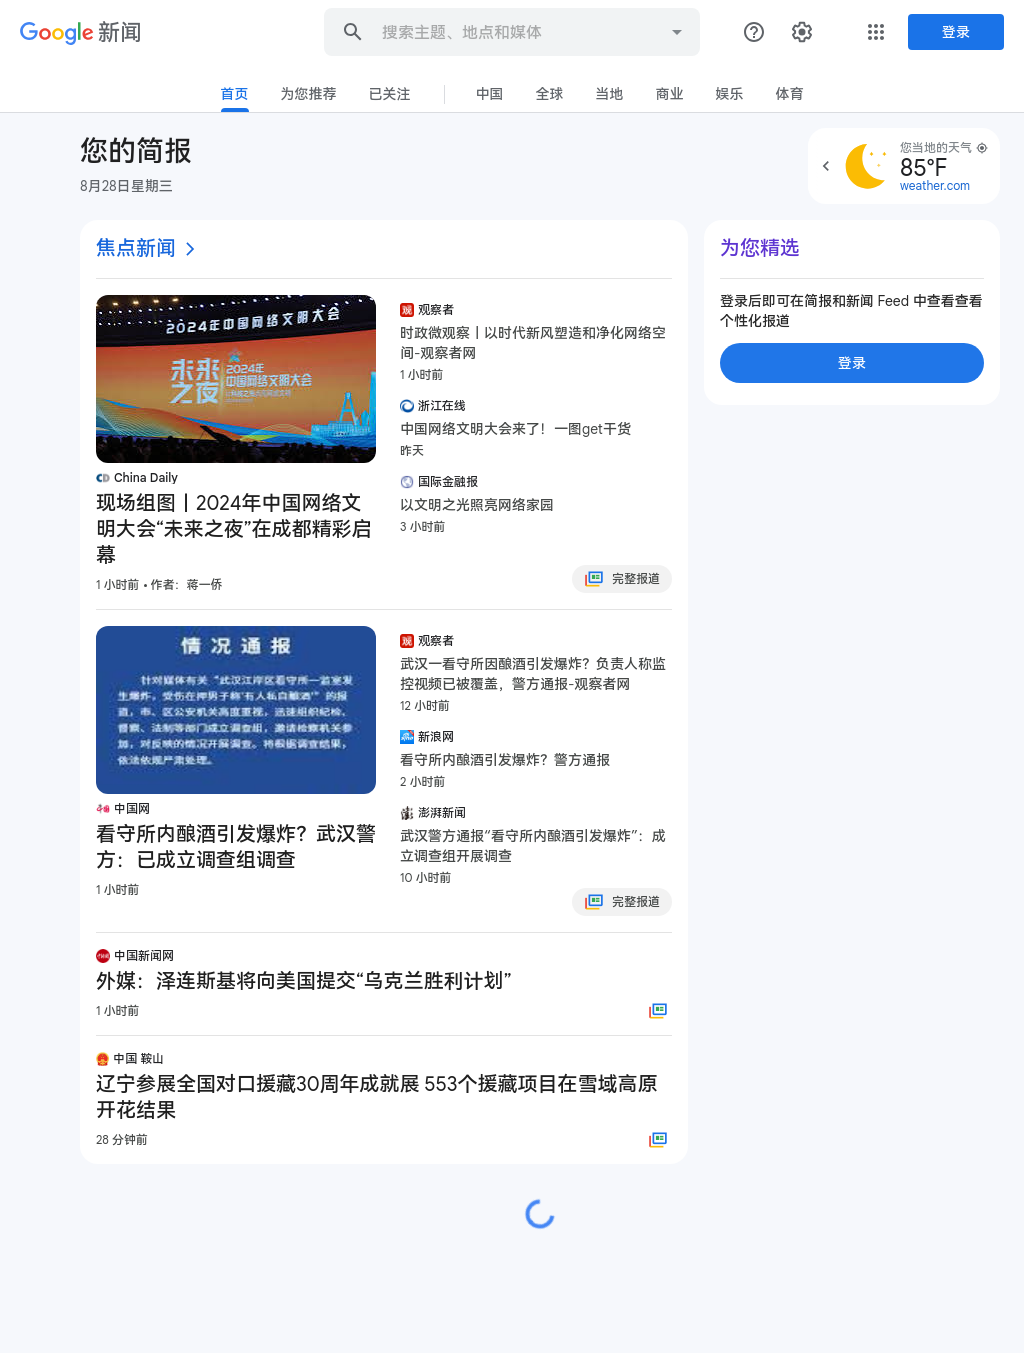 Google 新闻
搜索主题、地点和媒体
登录
首页
为您推荐
已关注
中国
全球
当地
商业
娱乐
体育
您的简报
8月28日星期三
您当地的天气
85°F
weather.com
焦点新闻
2024年中国网络文明大会
未来之夜
2024年
中国网络文明大会
China Daily
现场组图丨2024年中国网络文
明大会“未来之夜”在成都精彩启
幕
1 小时前 • 作者：蒋一侨
观察者
时政微观察丨以时代新风塑造和净化网络空
间-观察者网
1 小时前
浙江在线
中国网络文明大会来了！一图get干货
昨天
国际金融报
以文明之光照亮网络家园
3 小时前
完整报道
情况通报
针对媒体有关“武汉江岸区看守所一监室发
生爆炸，受伤在押男子称‘有人私自酿酒’”的报
道，市、区公安机关高度重视，迅速组织纪检、
督察、法制等部门成立调查组，邀请检察机关参
加，对反映的情况开展调查。将根据调查结果，
依法依规严肃处理。
中国网
看守所内酿酒引发爆炸？武汉警
方：已成立调查组调查
1 小时前
观察者
武汉一看守所因酿酒引发爆炸？负责人称监
控视频已被覆盖，警方通报-观察者网
12 小时前
新浪网
看守所内酿酒引发爆炸？警方通报
2 小时前
澎湃新闻
武汉警方通报“看守所内酿酒引发爆炸”：成
立调查组开展调查
10 小时前
完整报道
中国新闻网
外媒：泽连斯基将向美国提交“乌克兰胜利计划”
1 小时前
中国 鞍山
辽宁参展全国对口援藏30周年成就展 553个援藏项目在雪域高原
开花结果
28 分钟前
为您精选
登录后即可在简报和新闻 Feed 中查看查看
个性化报道
登录